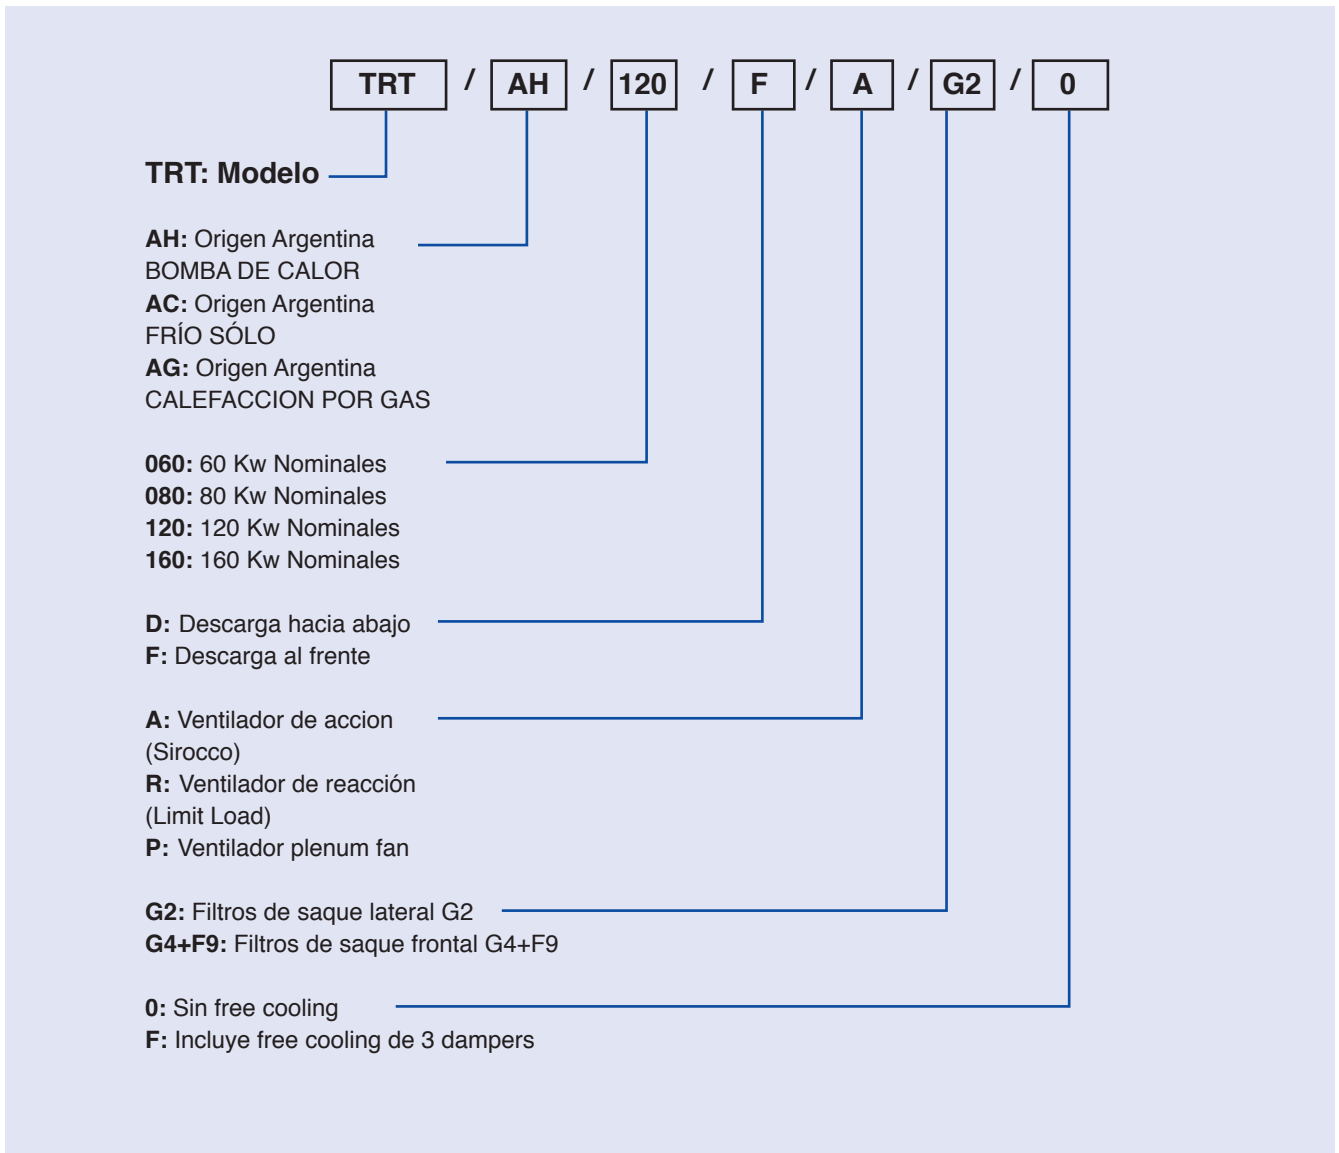 TRT / AH / 120 / F / A / G2 / 0
TRT: Modelo
AH: Origen Argentina
BOMBA DE CALOR
AC: Origen Argentina
FRÍO SÓLO
AG: Origen Argentina
CALEFACCION POR GAS
060: 60 Kw Nominales
080: 80 Kw Nominales
120: 120 Kw Nominales
160: 160 Kw Nominales
D: Descarga hacia abajo
F: Descarga al frente
A: Ventilador de accion
(Sirocco)
R: Ventilador de reacción
(Limit Load)
P: Ventilador plenum fan
G2: Filtros de saque lateral G2
G4+F9: Filtros de saque frontal G4+F9
0: Sin free cooling
F: Incluye free cooling de 3 dampers